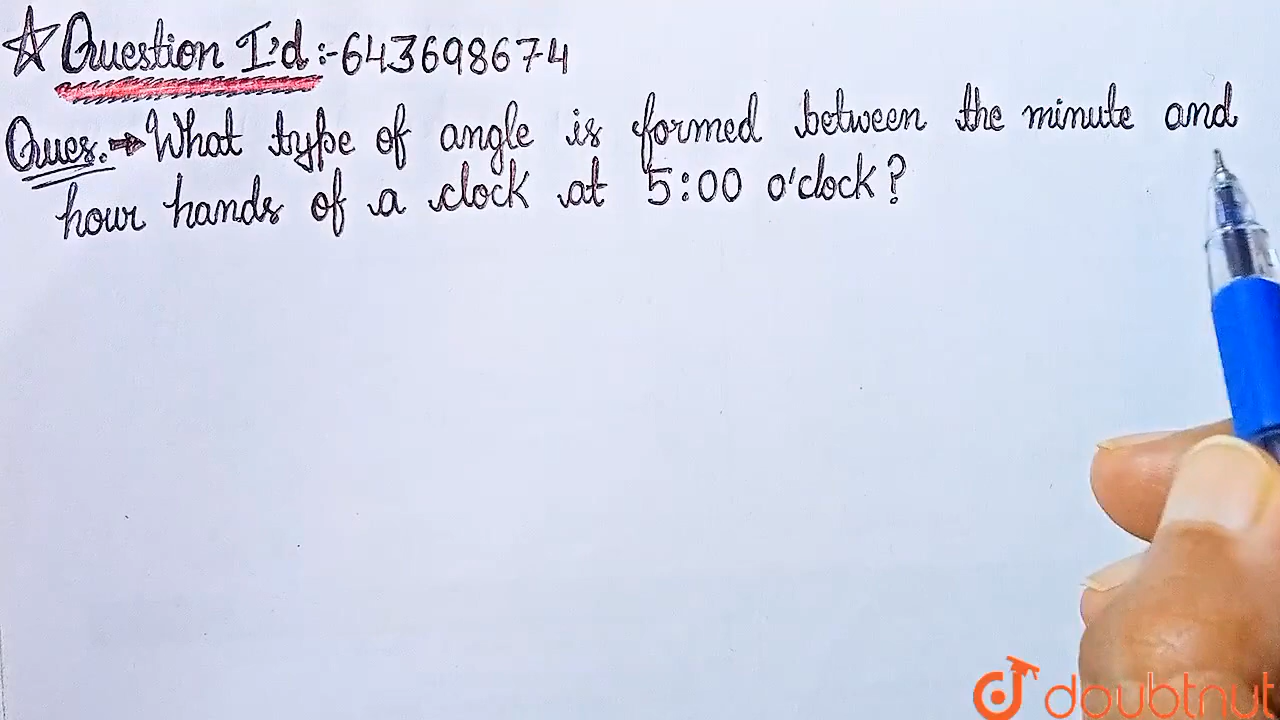 ☆ Question I'd :- 643698674
Ques. → What type of angle is formed between the minute and
hour hands of a clock at 5:00 o'clock?
doubtnut